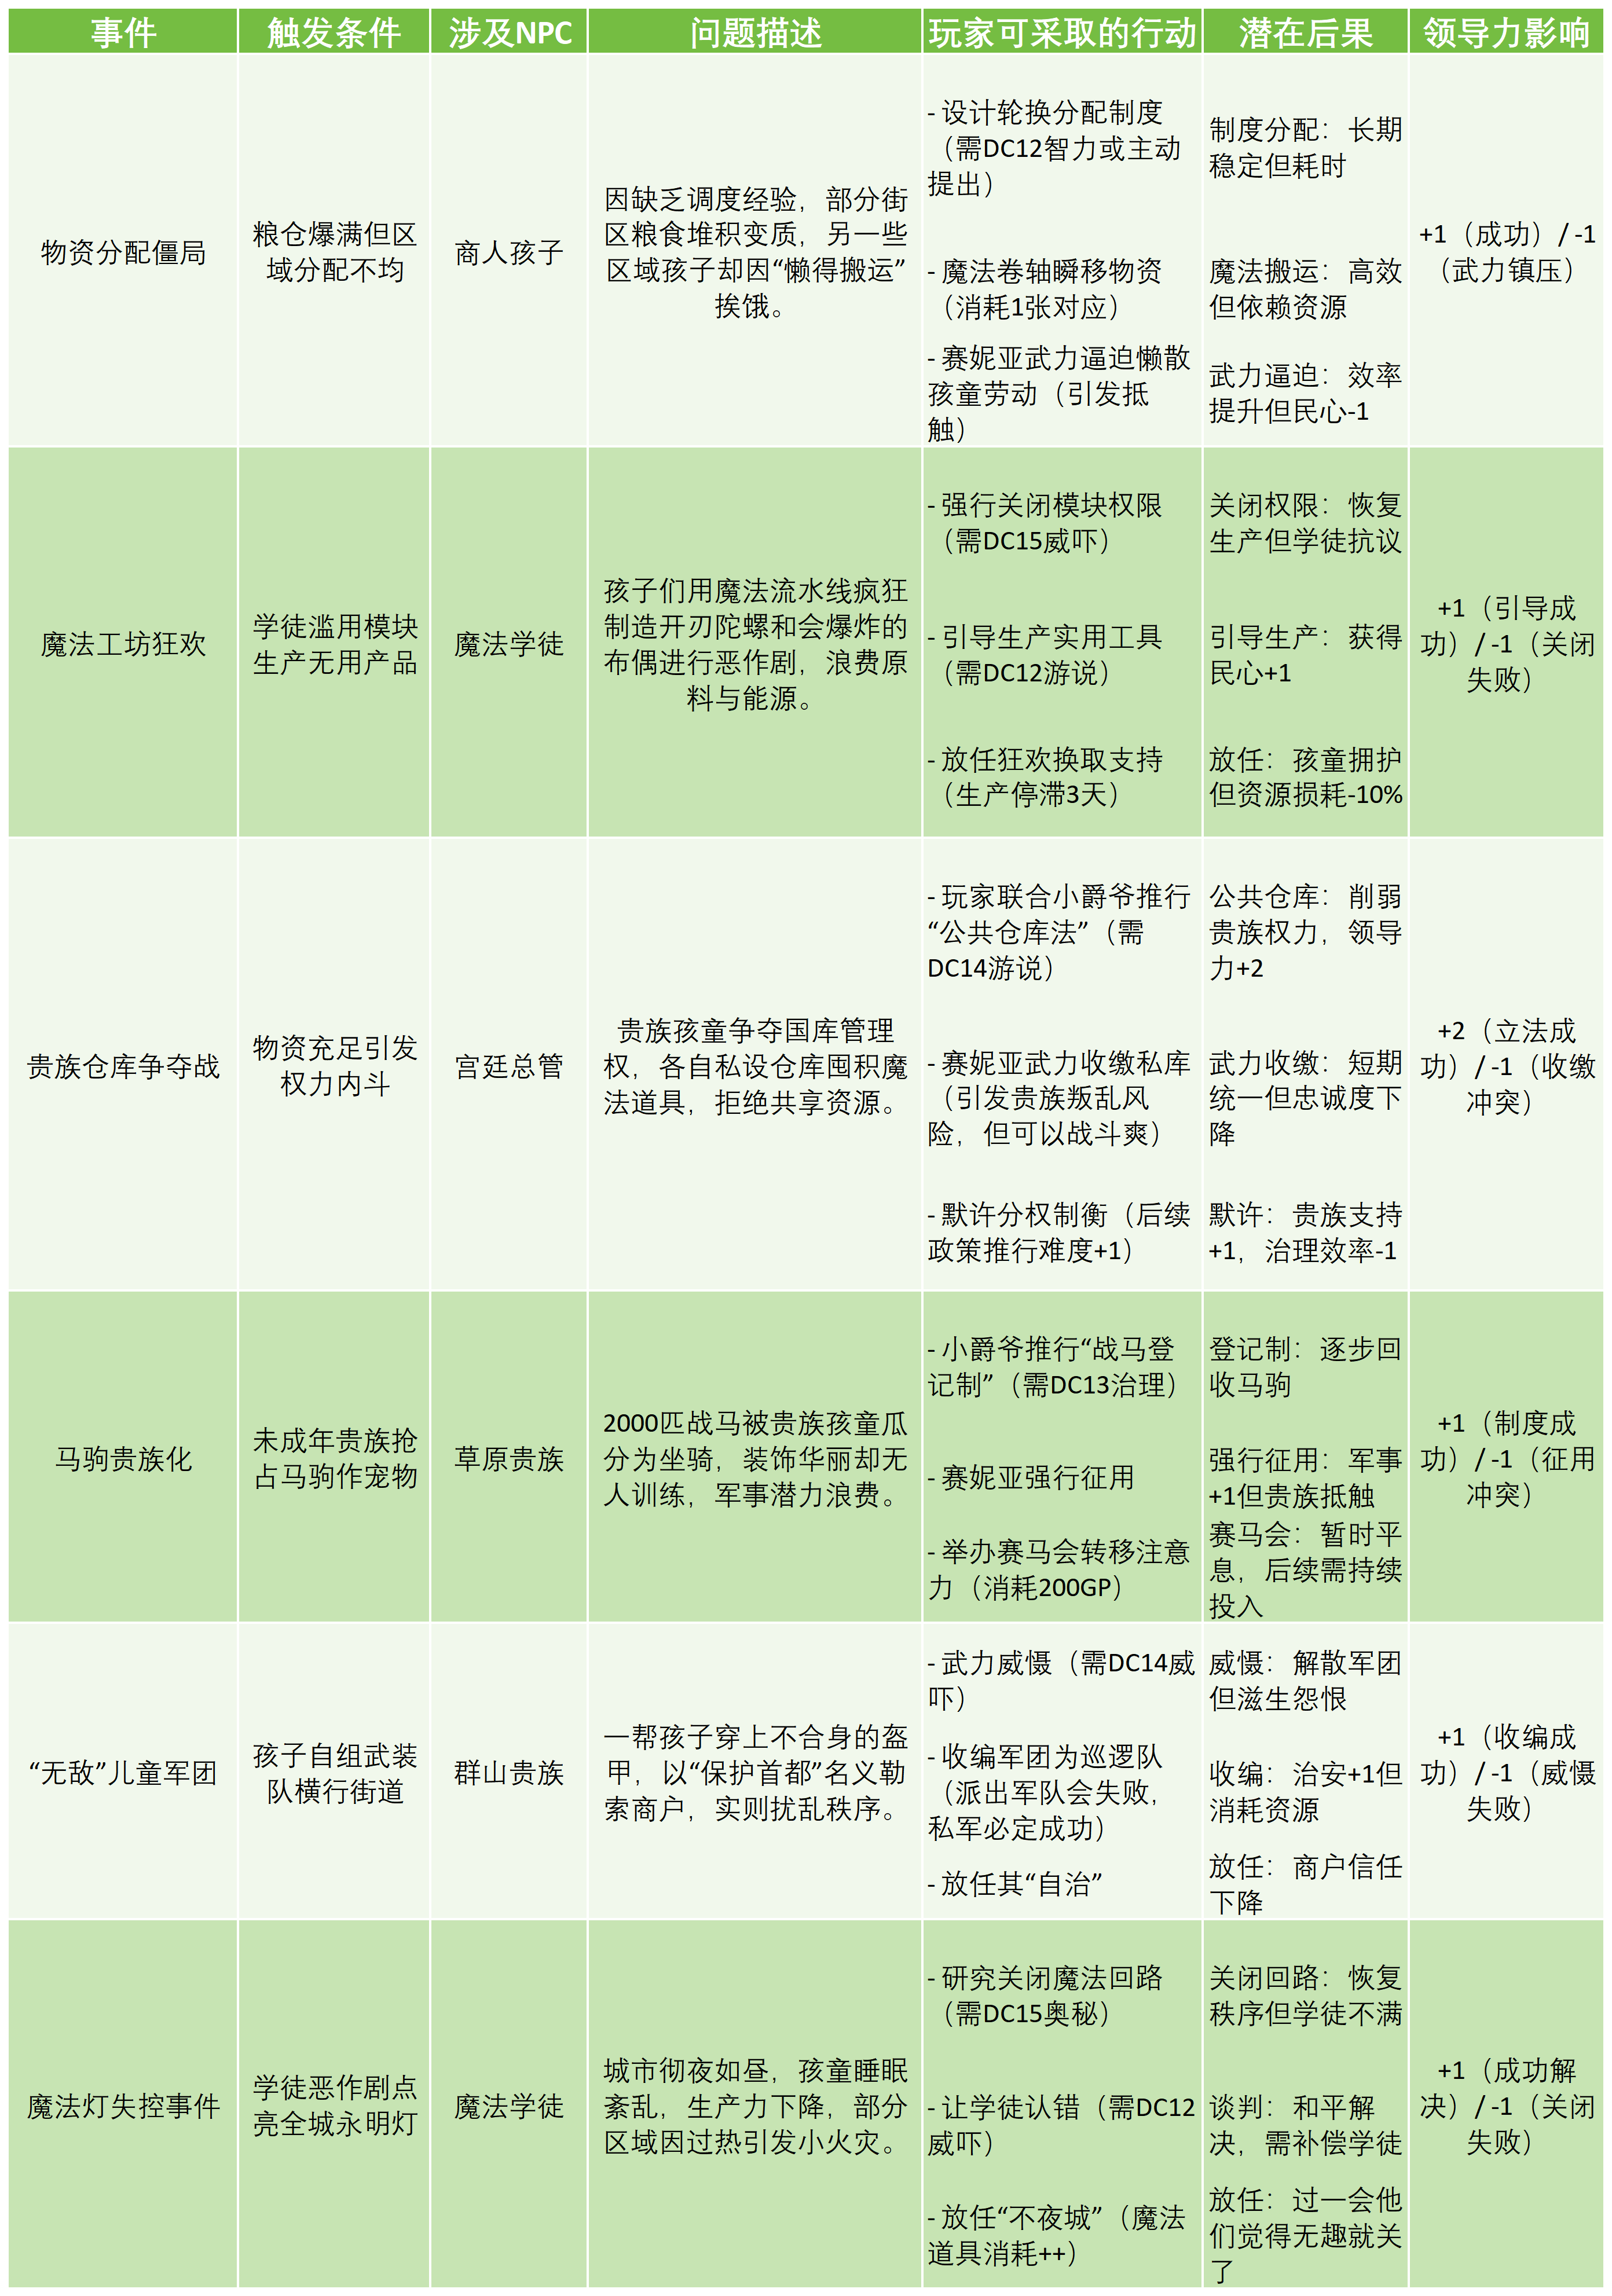 事件
触发条件
涉及NPC
问题描述
玩家可采取的行动
潜在后果
领导力影响
物资分配僵局
粮仓爆满但区
域分配不均
商人孩子
因缺乏调度经验，部分街
区粮食堆积变质，另一些
区域孩子却因“懒得搬运”
挨饿。
- 设计轮换分配制度
（需DC12智力或主动
提出）
- 魔法卷轴瞬移物资
（消耗1张对应）
- 赛妮亚武力逼迫懒散
孩童劳动（引发抵
触）
制度分配：长期
稳定但耗时
魔法搬运：高效
但依赖资源
武力逼迫：效率
提升但民心-1
+1（成功）/ -1
（武力镇压）
魔法工坊狂欢
学徒滥用模块
生产无用产品
魔法学徒
孩子们用魔法流水线疯狂
制造开刃陀螺和会爆炸的
布偶进行恶作剧，浪费原
料与能源。
- 强行关闭模块权限
（需DC15威吓）
- 引导生产实用工具
（需DC12游说）
- 放任狂欢换取支持
（生产停滞3天）
关闭权限：恢复
生产但学徒抗议
引导生产：获得
民心+1
放任：孩童拥护
但资源损耗-10%
+1（引导成
功）/ -1（关闭
失败）
贵族仓库争夺战
物资充足引发
权力内斗
宫廷总管
贵族孩童争夺国库管理
权，各自私设仓库囤积魔
法道具，拒绝共享资源。
- 玩家联合小爵爷推行
“公共仓库法”（需
DC14游说）
- 赛妮亚武力收缴私库
（引发贵族叛乱风
险，但可以战斗爽）
- 默许分权制衡（后续
政策推行难度+1）
公共仓库：削弱
贵族权力，领导
力+2
武力收缴：短期
统一但忠诚度下
降
默许：贵族支持
+1，治理效率-1
+2（立法成
功）/ -1（收缴
冲突）
马驹贵族化
未成年贵族抢
占马驹作宠物
草原贵族
2000匹战马被贵族孩童瓜
分为坐骑，装饰华丽却无
人训练，军事潜力浪费。
- 小爵爷推行“战马登
记制”（需DC13治理）
- 赛妮亚强行征用
- 举办赛马会转移注意
力（消耗200GP）
登记制：逐步回
收马驹
强行征用：军事
+1但贵族抵触
赛马会：暂时平
息，后续需持续
投入
+1（制度成
功）/ -1（征用
冲突）
“无敌”儿童军团
孩子自组武装
队横行街道
群山贵族
一帮孩子穿上不合身的盔
甲，以“保护首都”名义勒
索商户，实则扰乱秩序。
- 武力威慑（需DC14威
吓）
- 收编军团为巡逻队
（派出军队会失败，
私军必定成功）
- 放任其“自治”
威慑：解散军团
但滋生怨恨
收编：治安+1但
消耗资源
放任：商户信任
下降
+1（收编成
功）/ -1（威慑
失败）
魔法灯失控事件
学徒恶作剧点
亮全城永明灯
魔法学徒
城市彻夜如昼，孩童睡眠
紊乱，生产力下降，部分
区域因过热引发小火灾。
- 研究关闭魔法回路
（需DC15奥秘）
- 让学徒认错（需DC12
威吓）
- 放任“不夜城”（魔法
道具消耗++）
关闭回路：恢复
秩序但学徒不满
谈判：和平解
决，需补偿学徒
放任：过一会他
们觉得无趣就关
了
+1（成功解
决）/ -1（关闭
失败）